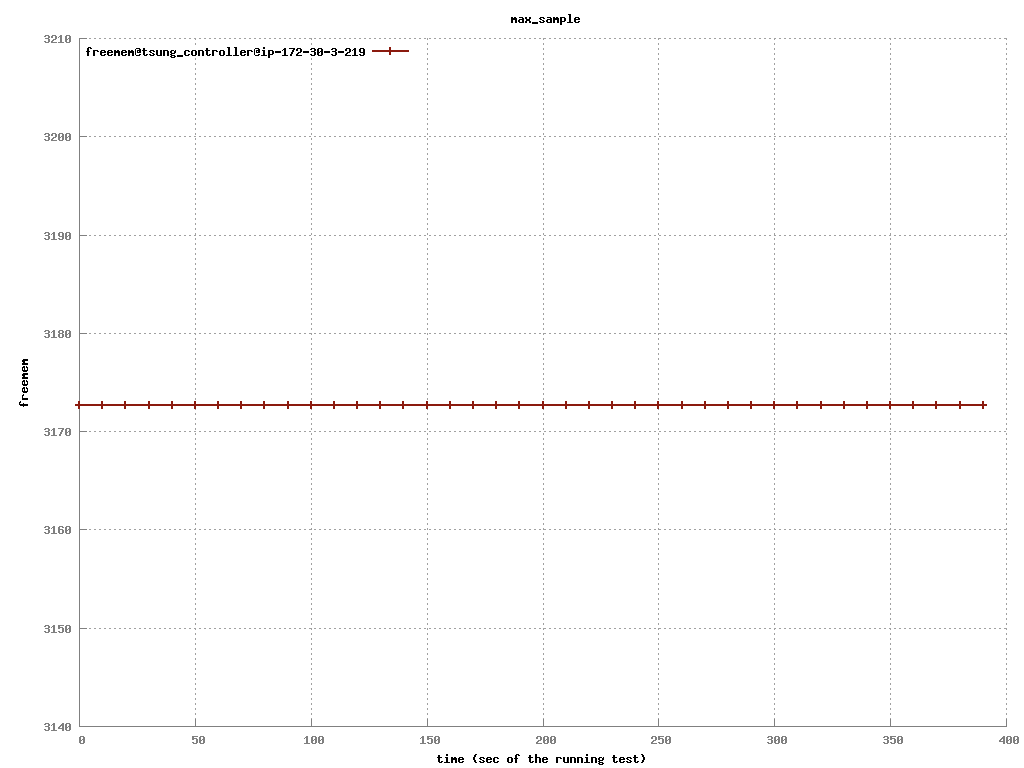 max_sample
3210
freemem@tsung_controller@ip-172-30-3-219
3200
3190
3180
freemem
3170
3160
3150
3140
0 50 100 150 200 250 300 350 400
time (sec of the running test)